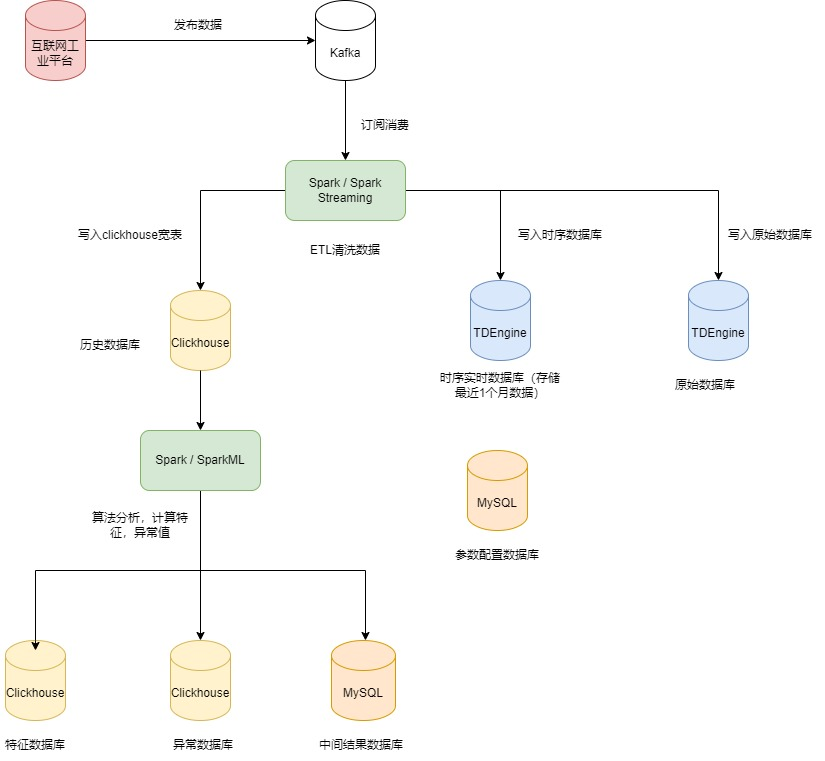 发布数据
互联网工
业平台
Kafka
订阅消费
Spark / Spark
Streaming
写入clickhouse宽表
写入时序数据库
写入原始数据库
ETL清洗数据
历史数据库
Clickhouse
TDEngine
TDEngine
时序实时数据库（存储
最近1个月数据）
原始数据库
Spark / SparkML
MySQL
算法分析，计算特
征，异常值
参数配置数据库
Clickhouse
Clickhouse
MySQL
特征数据库
异常数据库
中间结果数据库